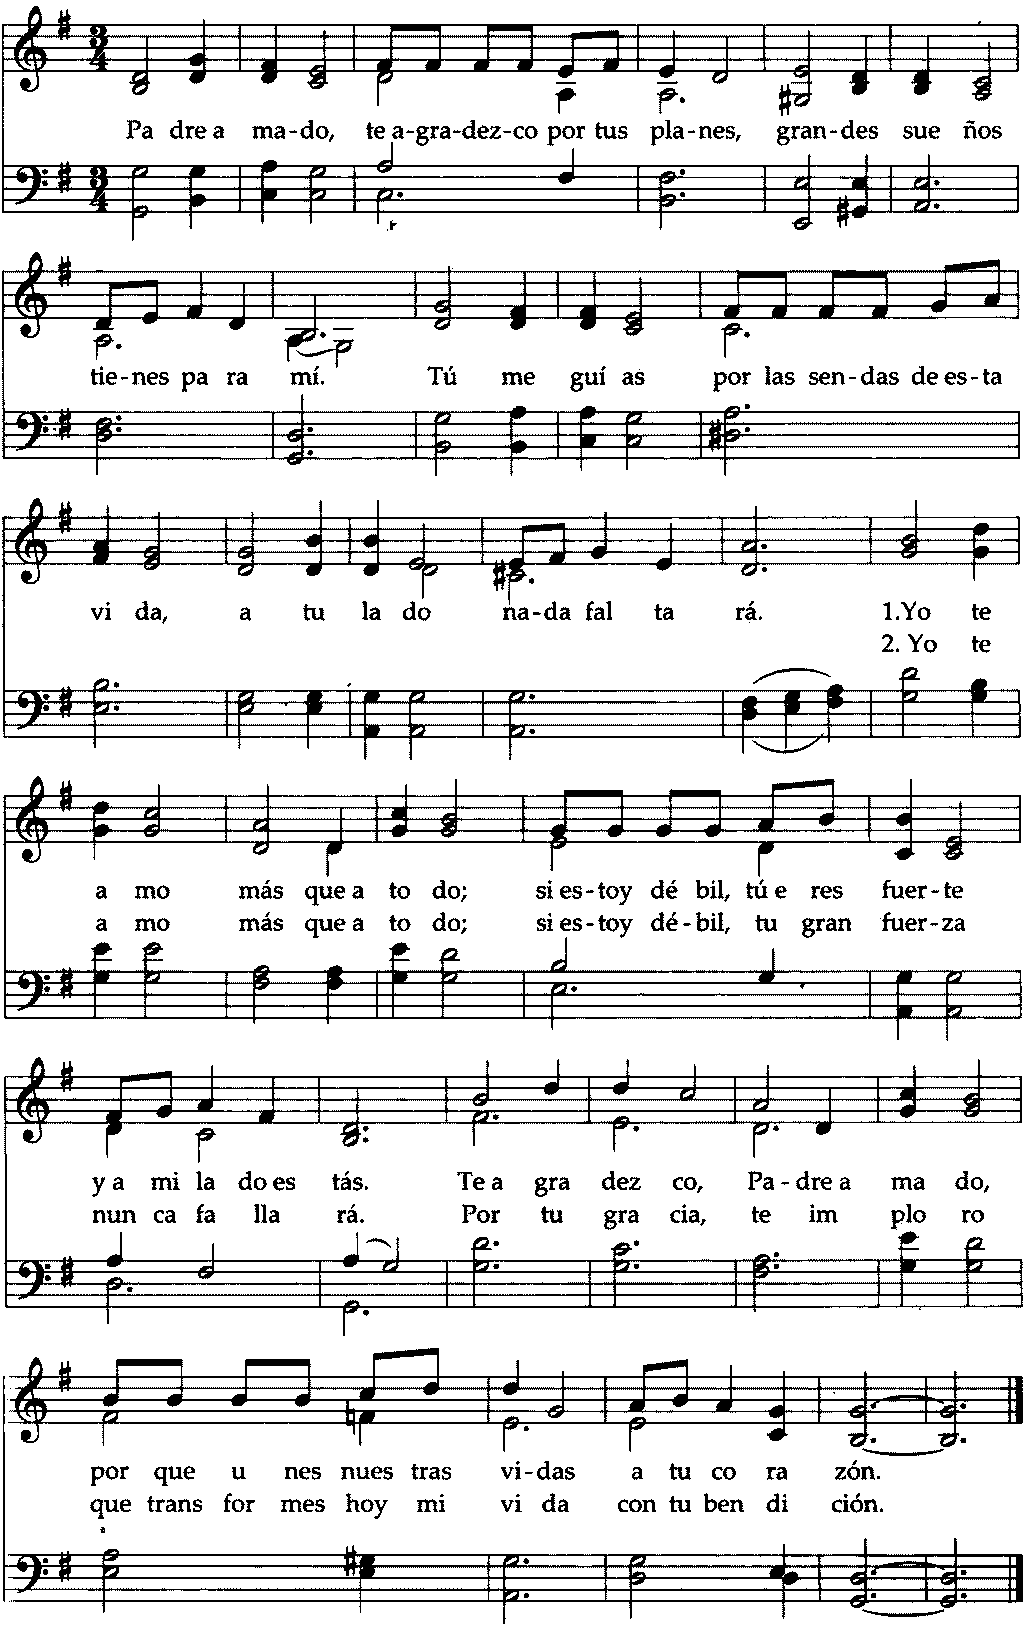 Pa dre a ma-do, te a-gra-dez-co por tus pla-nes, gran-des sue ños
tie-nes pa ra mí. Tú me guí as por las sen-das de es-ta
vi da, a tu la do na-da fal ta rá. 1.Yo te
2. Yo te
a mo más que a to do; si es-toy dé bil, tú e res fuer-te
a mo más que a to do; si es-toy dé-bil, tu gran fuer-za
y a mi la do es tás. Te a gra dez co, Pa-dre a ma do,
nun ca fa lla rá. Por tu gra cia, te im plo ro
por que u nes nues tras vi-das a tu co ra zón.
que trans for mes hoy mi vi da con tu ben di ción.